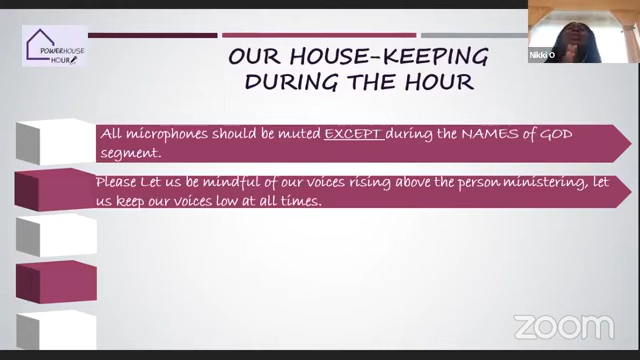 POWERHOUSE
HOUR
OUR HOUSE-KEEPING
DURING THE HOUR
Nikki O
All microphones should be muted EXCEPT during the NAMES of GOD
segment.
Please Let us be mindful of our voices rising above the person ministering, let
us keep our voices low at all times.
zoom